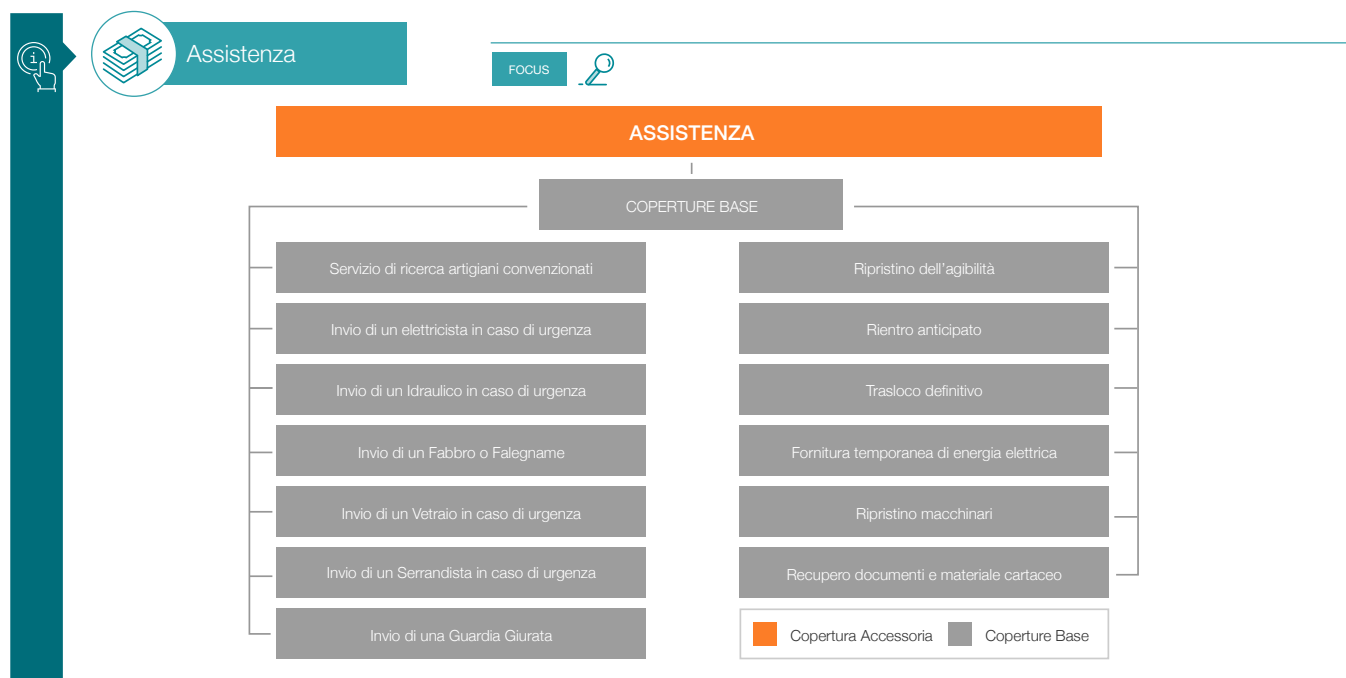 Assistenza
FOCUS
ASSISTENZA
COPERTURE BASE
Servizio di ricerca artigiani convenzionati
Invio di un elettricista in caso di urgenza
Invio di un Idraulico in caso di urgenza
Invio di un Fabbro o Falegname
Invio di un Vetraio in caso di urgenza
Invio di un Serrandista in caso di urgenza
Invio di una Guardia Giurata
Ripristino dell'agibilità
Rientro anticipato
Trasloco definitivo
Fornitura temporanea di energia elettrica
Ripristino macchinari
Recupero documenti e materiale cartaceo
Copertura Accessoria
Coperture Base